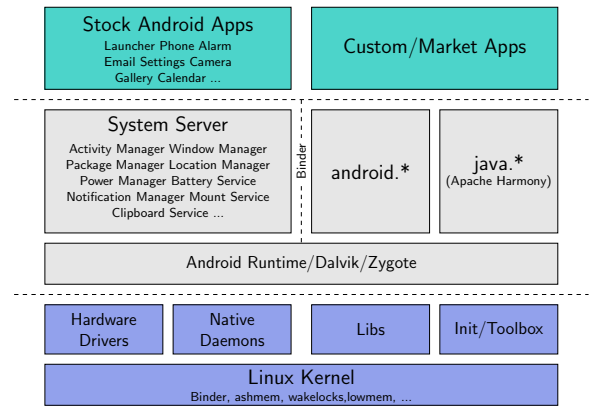 Stock Android Apps
Launcher Phone Alarm
Email Settings Camera
Gallery Calendar ...
Custom/Market Apps
System Server
Activity Manager Window Manager
Package Manager Location Manager
Power Manager Battery Service
Notification Manager Mount Service
Clipboard Service ...
Binder
android.*
java.*
(Apache Harmony)
Android Runtime/Dalvik/Zygote
Hardware
Drivers
Native
Daemons
Libs
Init/Toolbox
Linux Kernel
Binder, ashmem, wakelocks,lowmem, ...